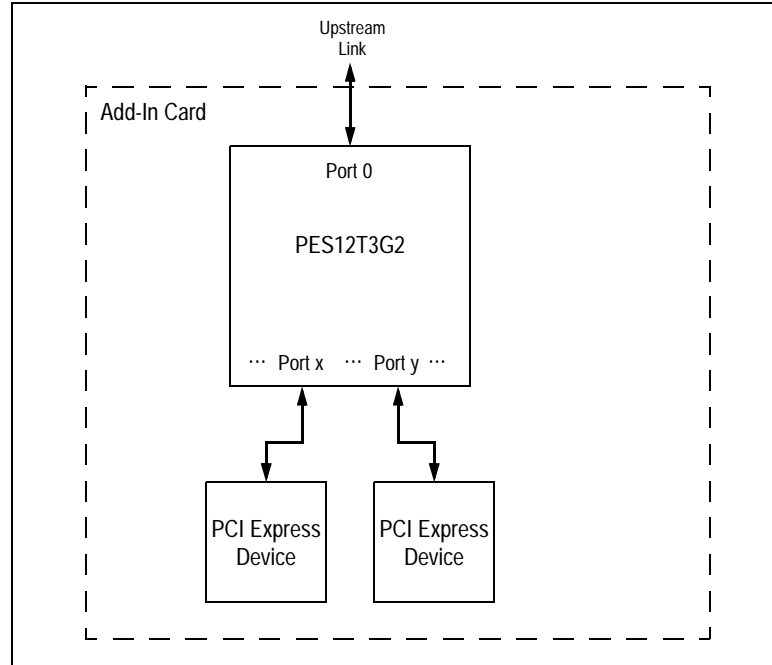 Upstream
Link
Add-In Card
Port 0
PES12T3G2
··· Port x ··· Port y ···
PCI Express
Device
PCI Express
Device